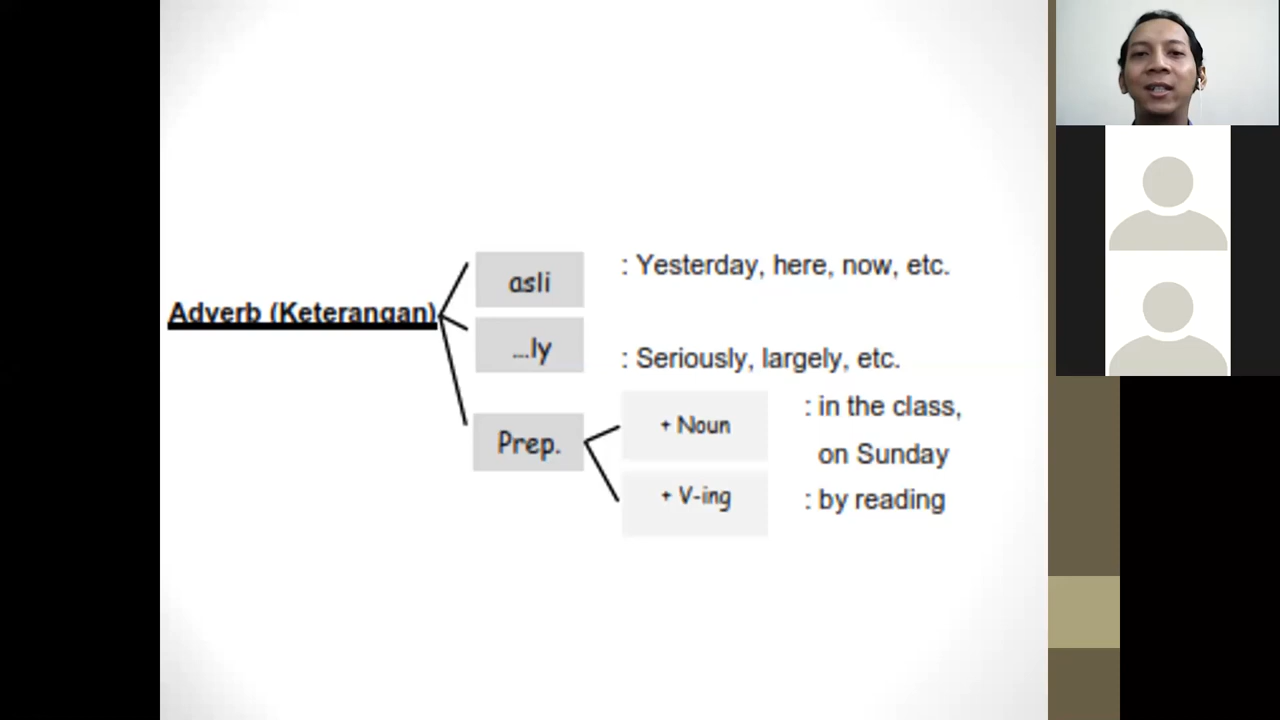 Adverb (Keterangan)
asli
: Yesterday, here, now, etc.
...ly
: Seriously, largely, etc.
Prep.
+ Noun
: in the class,
on Sunday
+ V-ing
: by reading